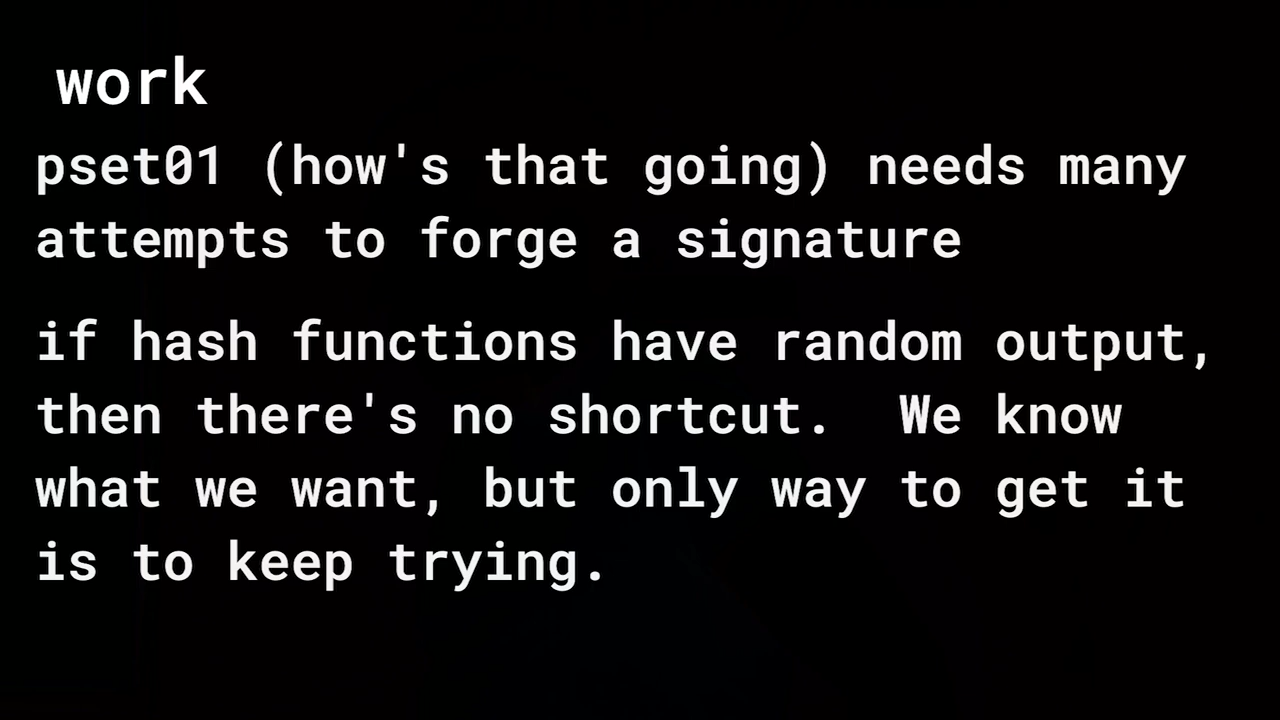 work
pset01 (how's that going) needs many
attempts to forge a signature
if hash functions have random output,
then there's no shortcut.  We know
what we want, but only way to get it
is to keep trying.